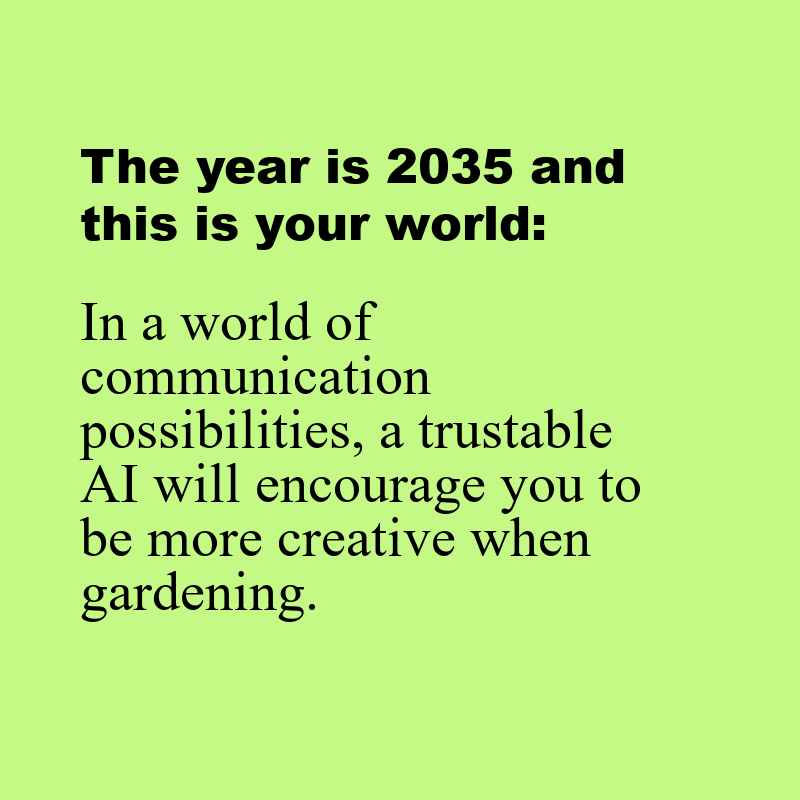 The year is 2035 and
this is your world:
In a world of
communication
possibilities, a trustable
AI will encourage you to
be more creative when
gardening.